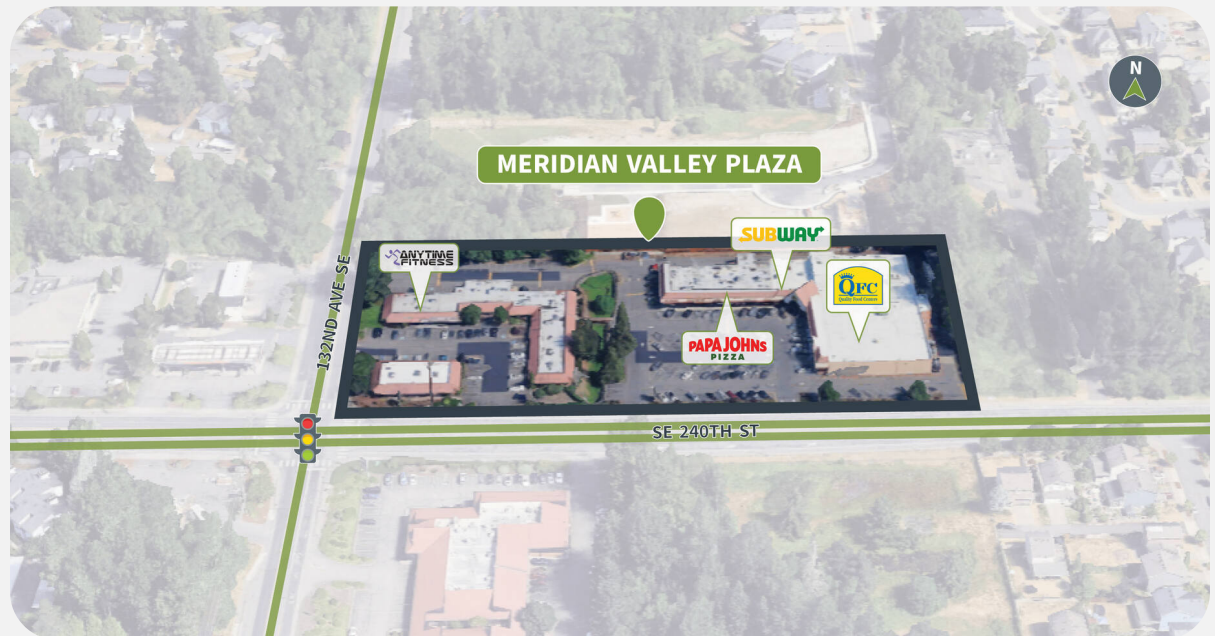 N
MERIDIAN VALLEY PLAZA
SUBWAY
ANYTIME
FITNESS
QFC
Quality Food Centers
PAPA JOHNS
PIZZA
132ND AVE SE
SE 240TH ST